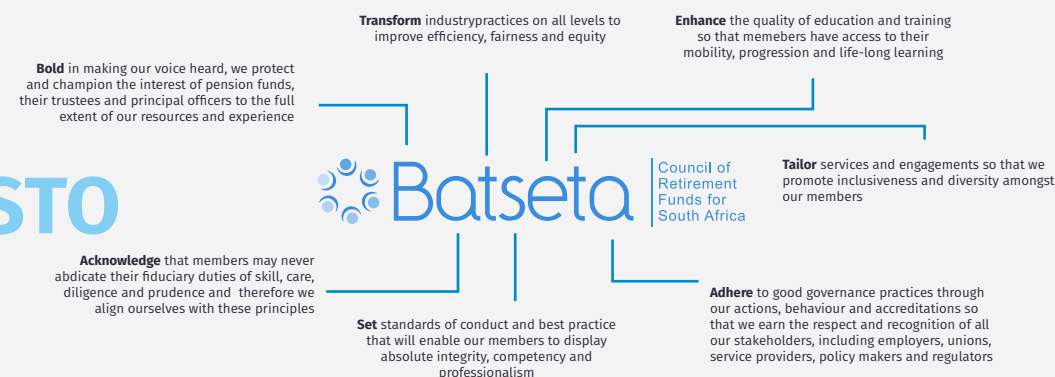 Transform industrypractices on all levels to
improve efficiency, fairness and equity
Enhance the quality of education and training
so that memebers have access to their
mobility, progression and life-long learning
Bold in making our voice heard, we protect
and champion the interest of pension funds,
their trustees and principal officers to the full
extent of our resources and experience
Batseta
Council of
Retirement
Funds for
South Africa
Tailor services and engagements so that we
promote inclusiveness and diversity amongst
our members
STO
Acknowledge that members may never
abdicate their fiduciary duties of skill, care,
diligence and prudence and therefore we
align ourselves with these principles
Set standards of conduct and best practice
that will enable our members to display
absolute integrity, competency and
professionalism
Adhere to good governance practices through
our actions, behaviour and accreditations so
that we earn the respect and recognition of all
our stakeholders, including employers, unions,
service providers, policy makers and regulators